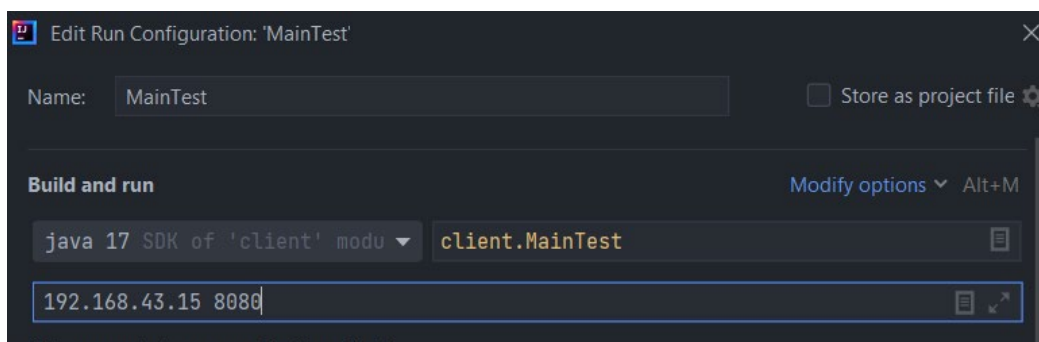 Edit Run Configuration: 'MainTest'
Name: MainTest Store as project file
Build and run Modify options Alt+M
java 17 SDK of 'client' modu client.MainTest
192.168.43.15 8080